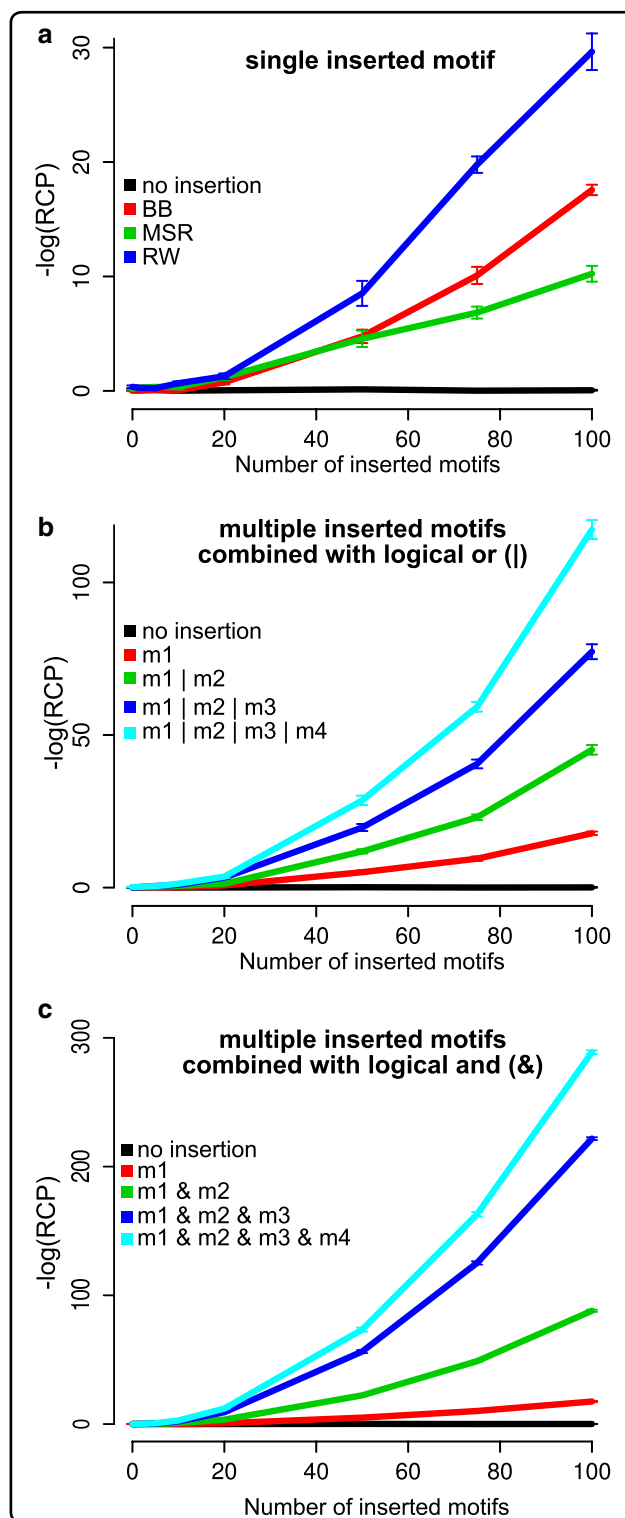 a
single inserted motif
30
20
10
0
-log(RCP)
no insertion
BB
MSR
RW
0 20 40 60 80 100
Number of inserted motifs
b
multiple inserted motifs
combined with logical or (|)
100
50
0
-log(RCP)
no insertion
m1
m1 | m2
m1 | m2 | m3
m1 | m2 | m3 | m4
0 20 40 60 80 100
Number of inserted motifs
c
multiple inserted motifs
combined with logical and (&)
300
200
100
0
-log(RCP)
no insertion
m1
m1 & m2
m1 & m2 & m3
m1 & m2 & m3 & m4
0 20 40 60 80 100
Number of inserted motifs